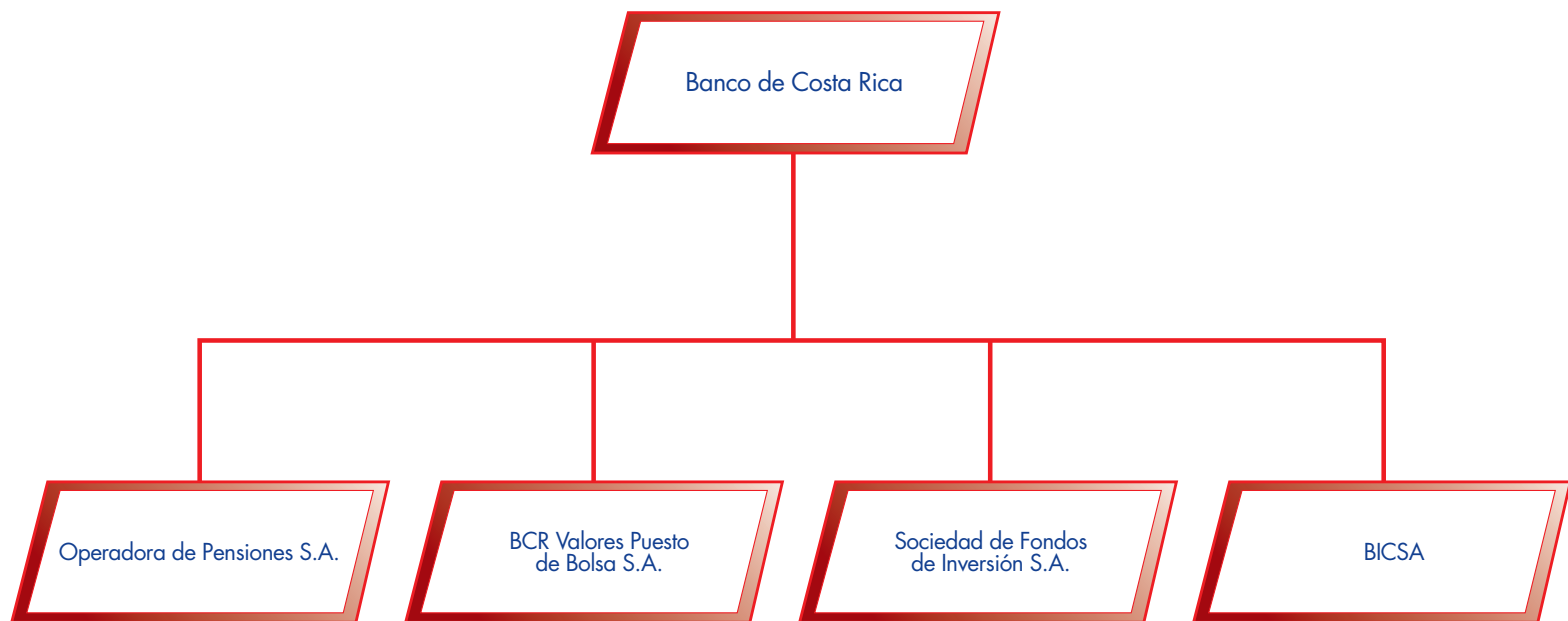 Banco de Costa Rica
Operadora de Pensiones S.A.
BCR Valores Puesto
de Bolsa S.A.
Sociedad de Fondos
de Inversión S.A.
BICSA